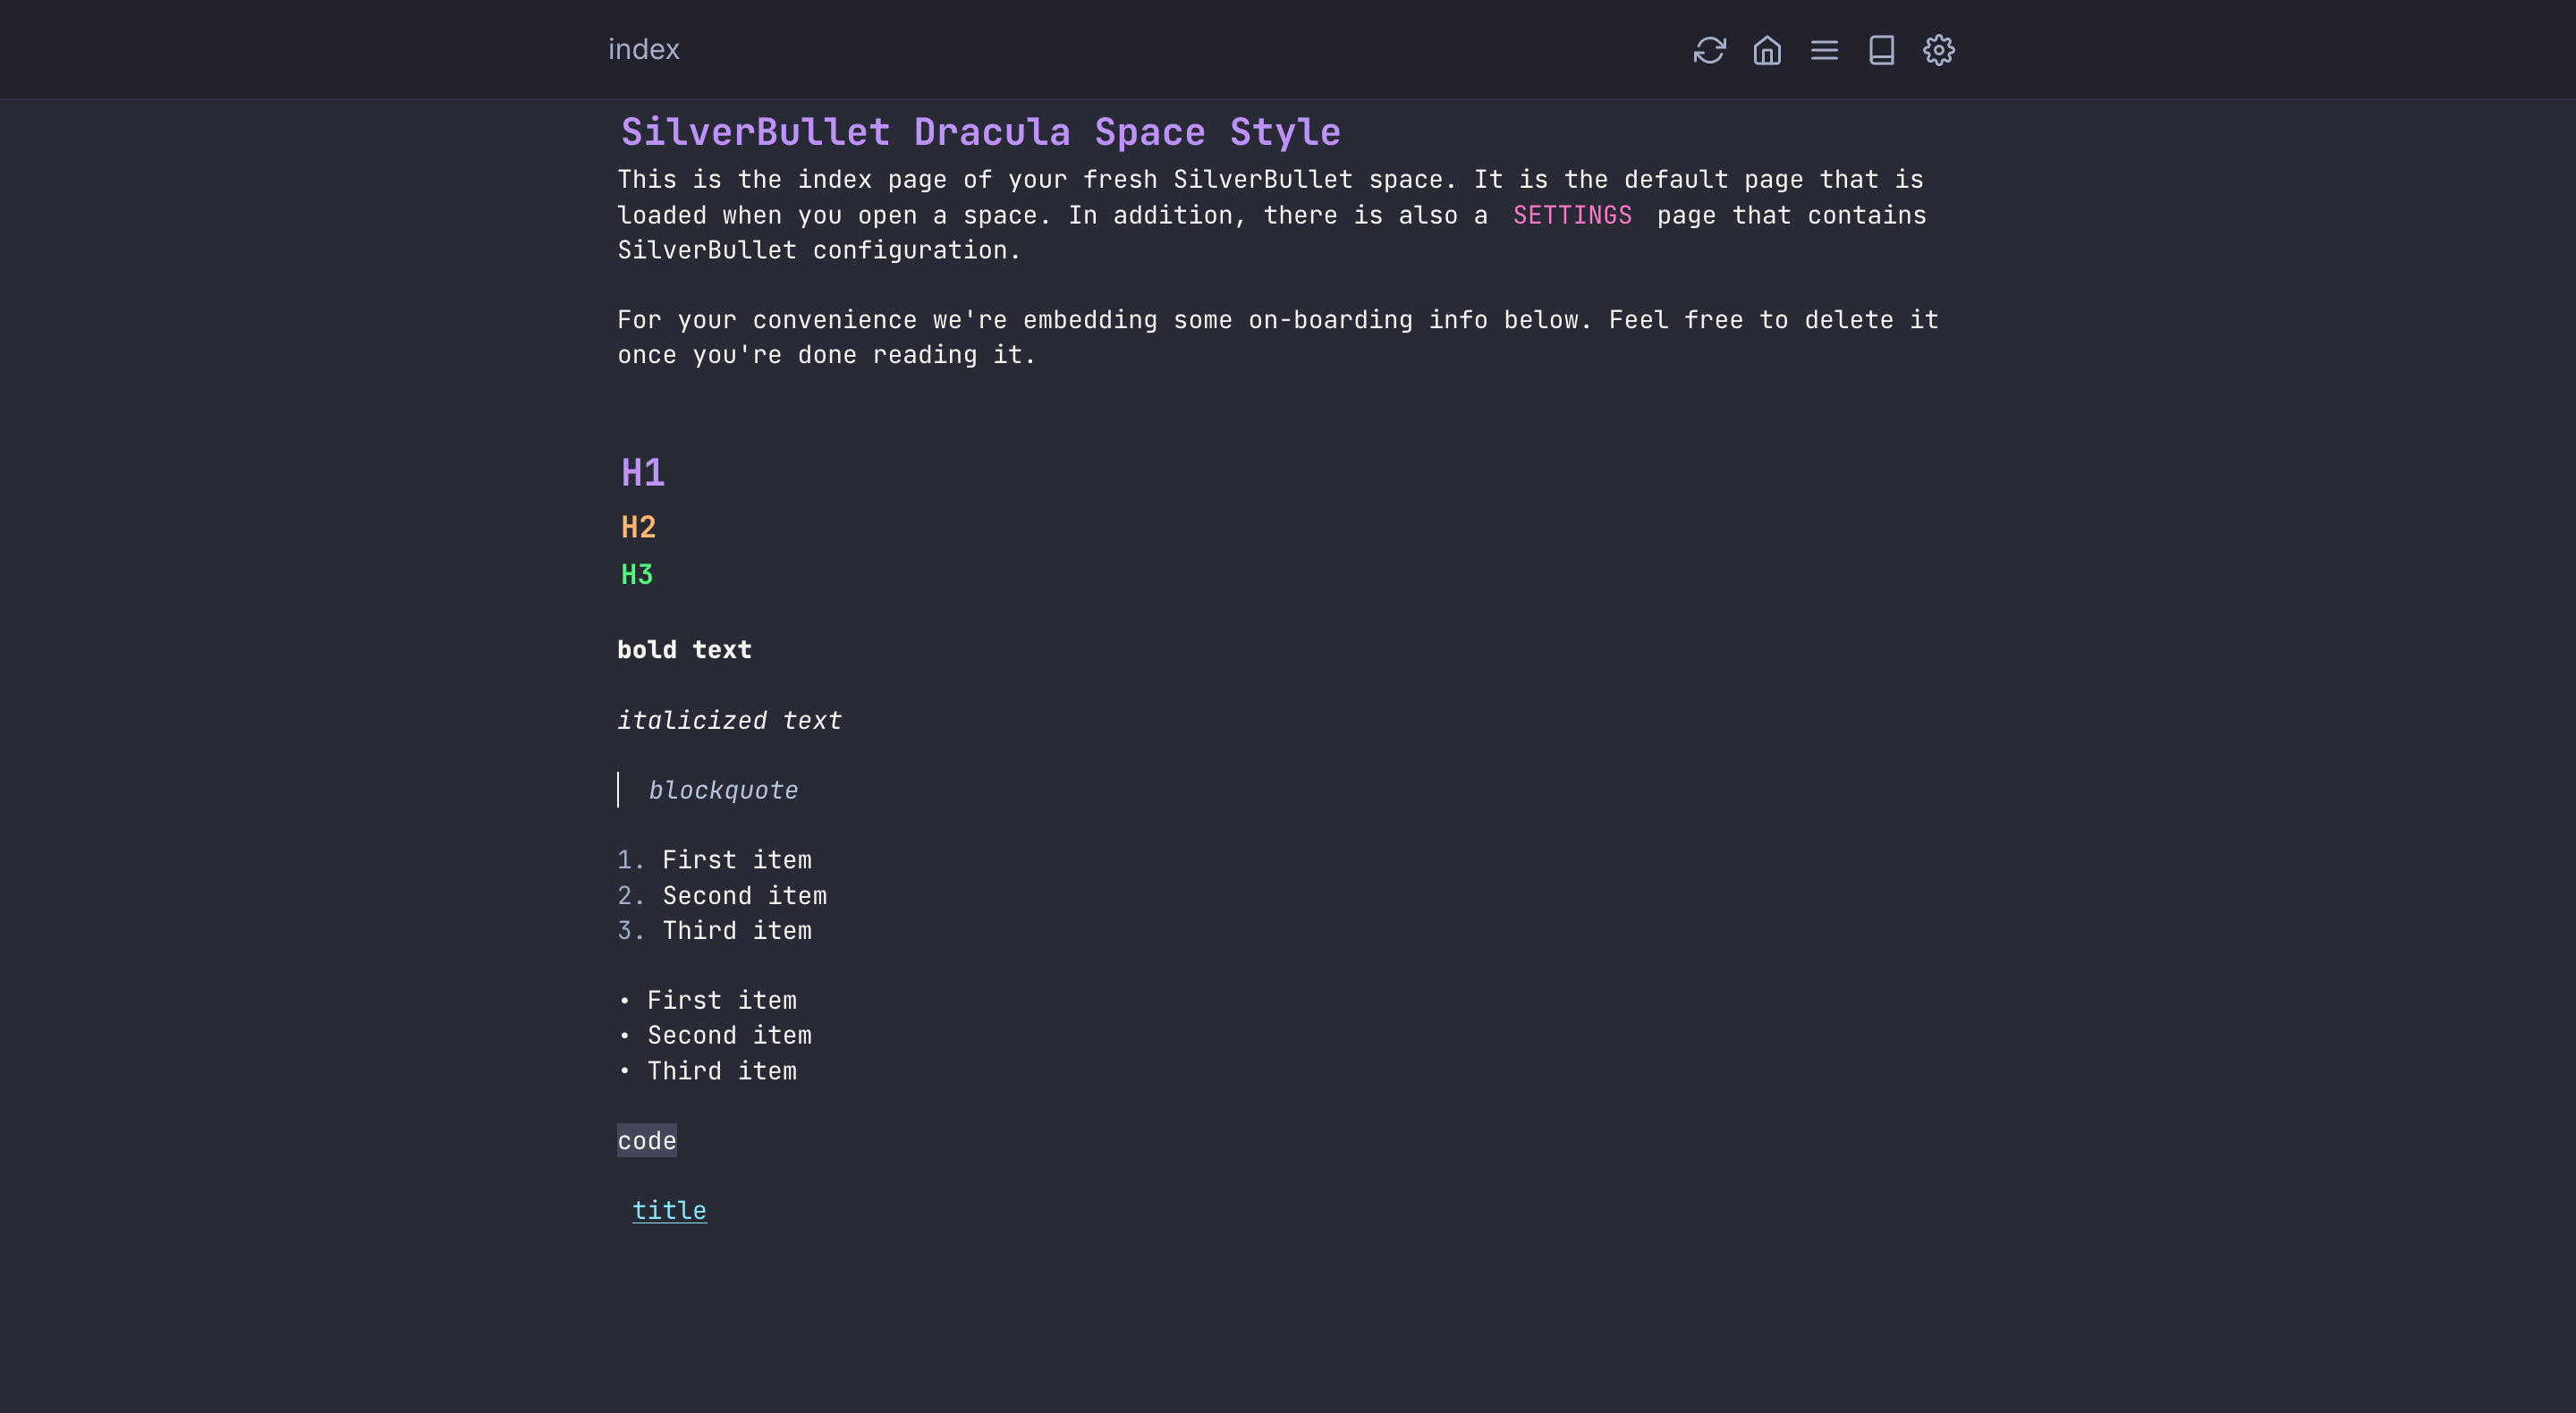 index
SilverBullet Dracula Space Style
This is the index page of your fresh SilverBullet space. It is the default page that is
loaded when you open a space. In addition, there is also a SETTINGS page that contains
SilverBullet configuration.
For your convenience we're embedding some on-boarding info below. Feel free to delete it
once you're done reading it.
H1
H2
H3
bold text
italicized text
blockquote
1. First item
2. Second item
3. Third item
• First item
• Second item
• Third item
code
title